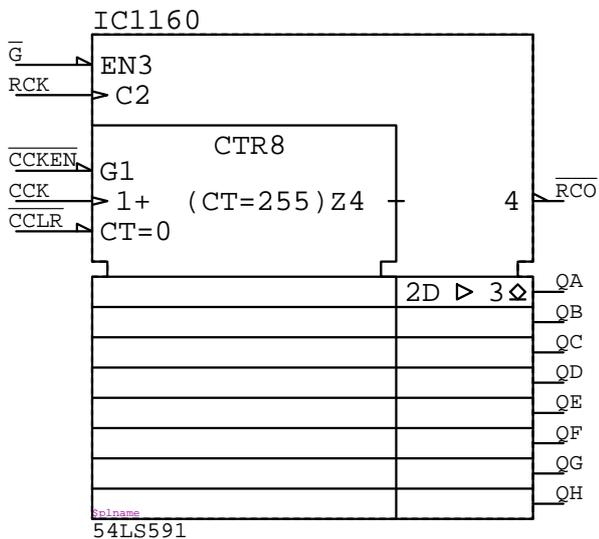 IC1160
G
EN3
RCK
C2
CTR8
CCKEN
G1
CCK
1+ (CT=255)Z4
4
RCO
CCLR
CT=0
2D ▷ 3◇
QA
QB
QC
QD
QE
QF
QG
QH
$plname
54LS591